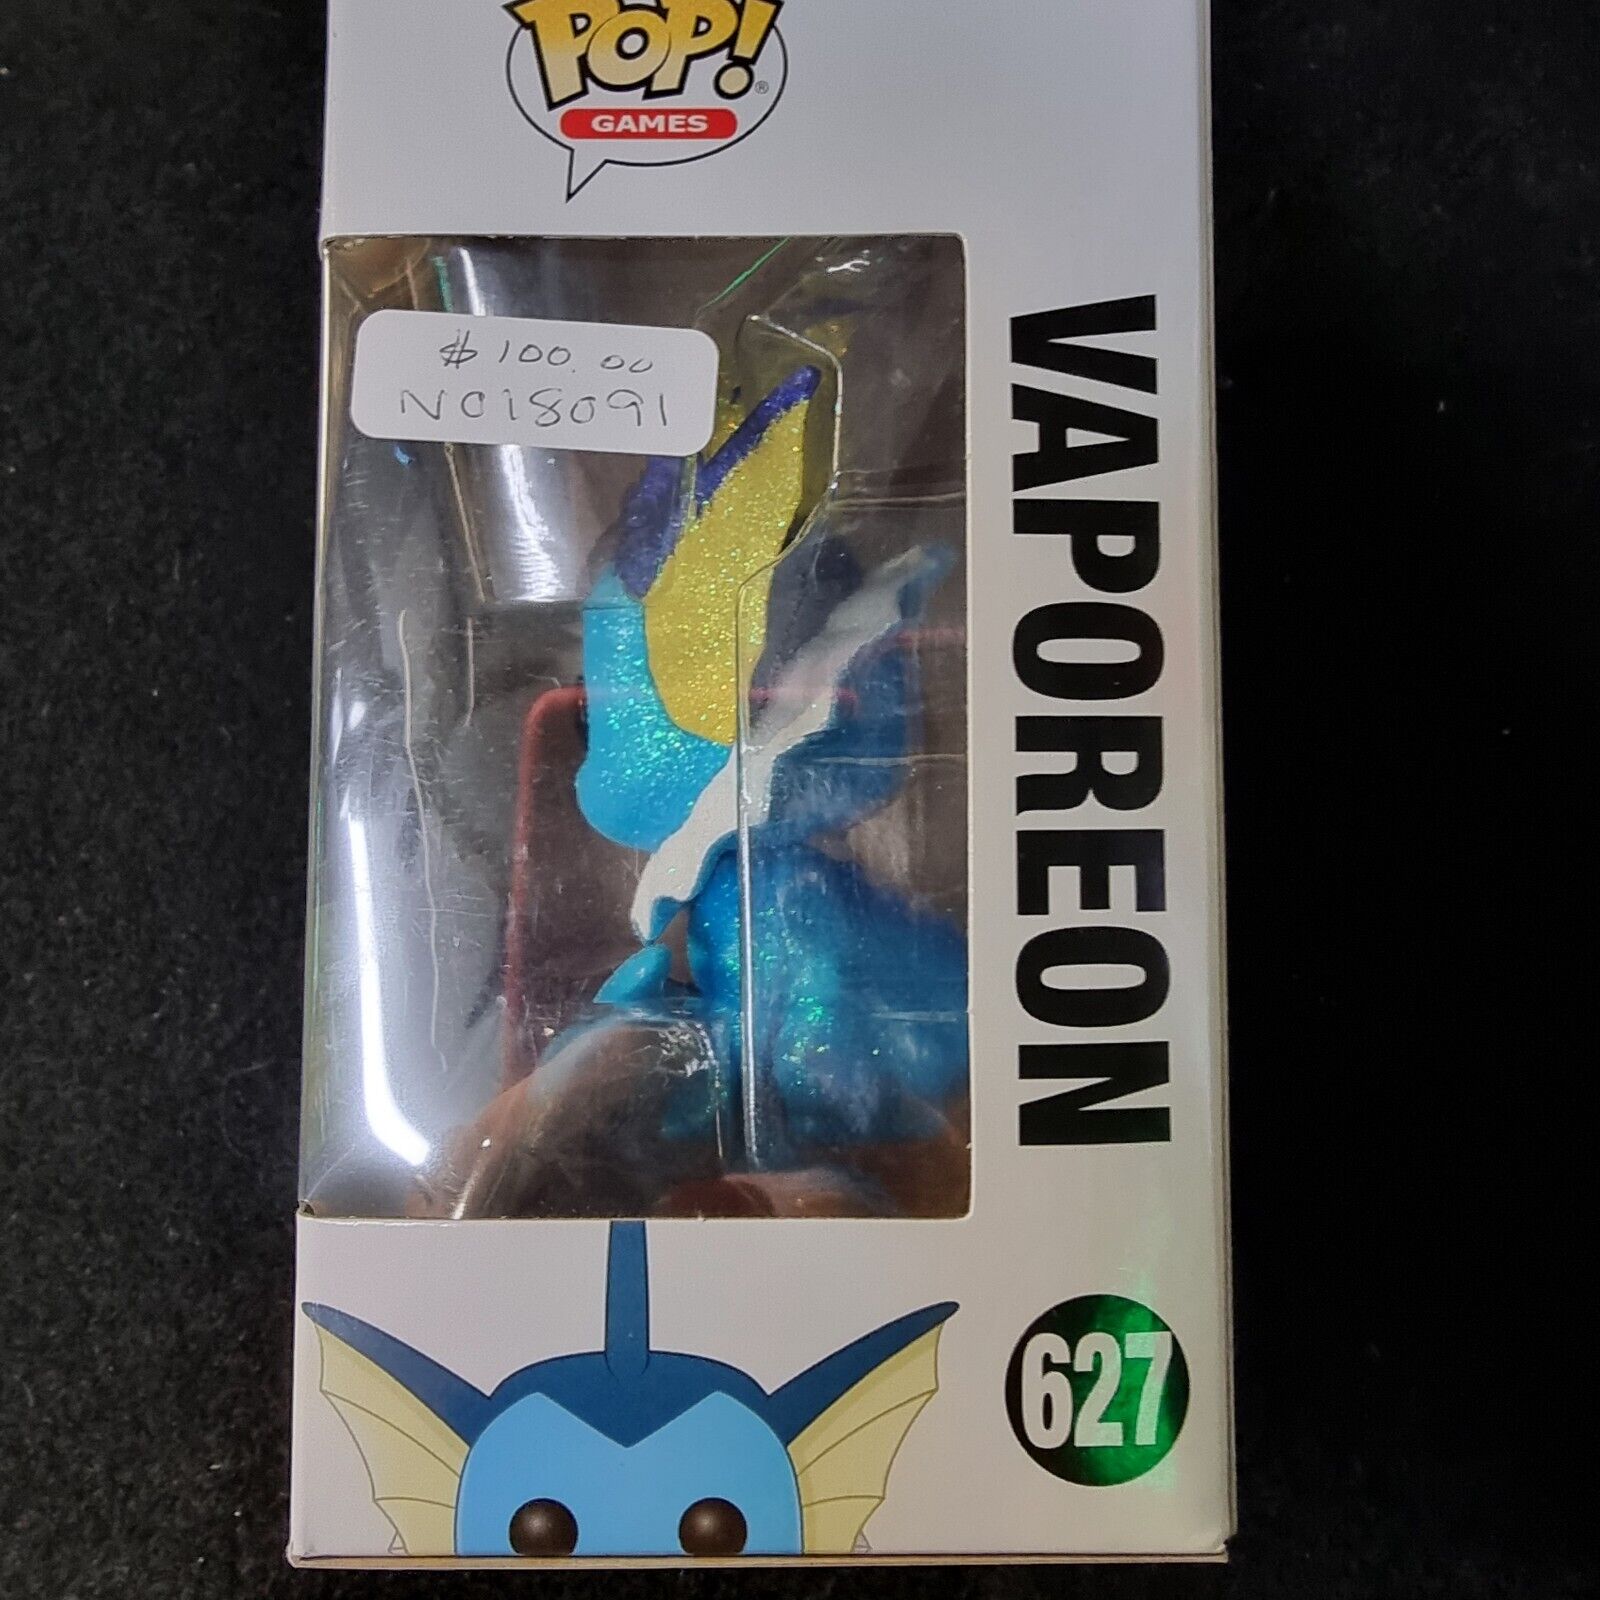 POP!®
GAMES
$100.00
NC18091
VAPOREON
627